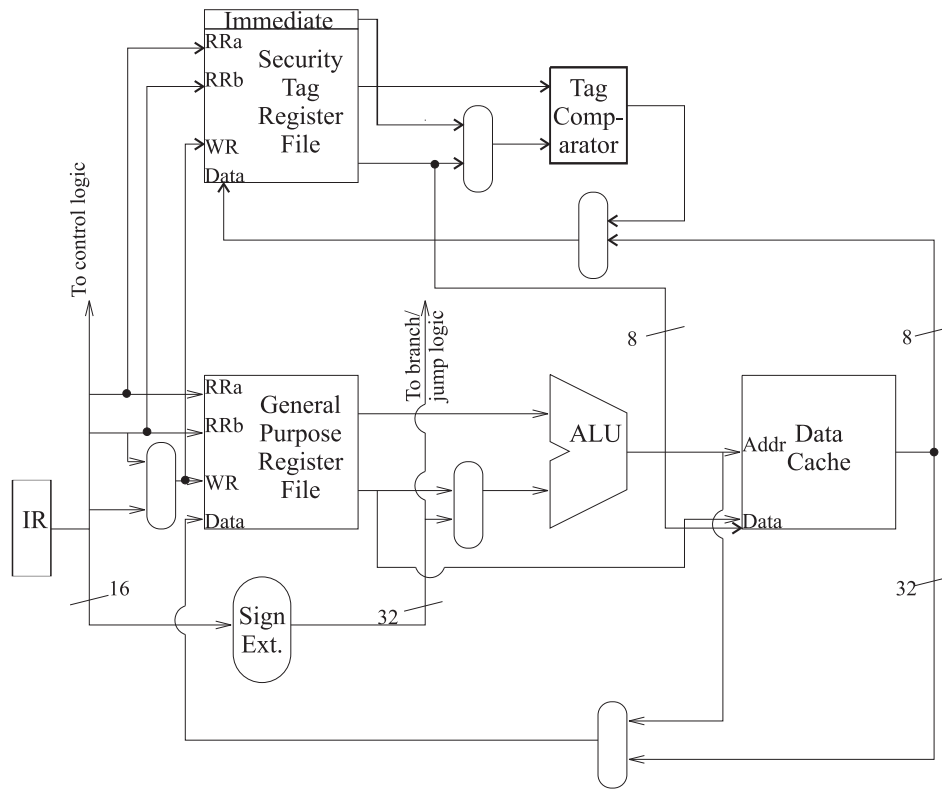 Immediate
RRa
RRb
WR
Data
Security
Tag
Register
File
Tag
Comp-
arator
To control logic
To branch/
jump logic
8
8
RRa
RRb
WR
Data
General
Purpose
Register
File
ALU
Addr
Data
Data
Cache
IR
16
Sign
Ext.
32
32